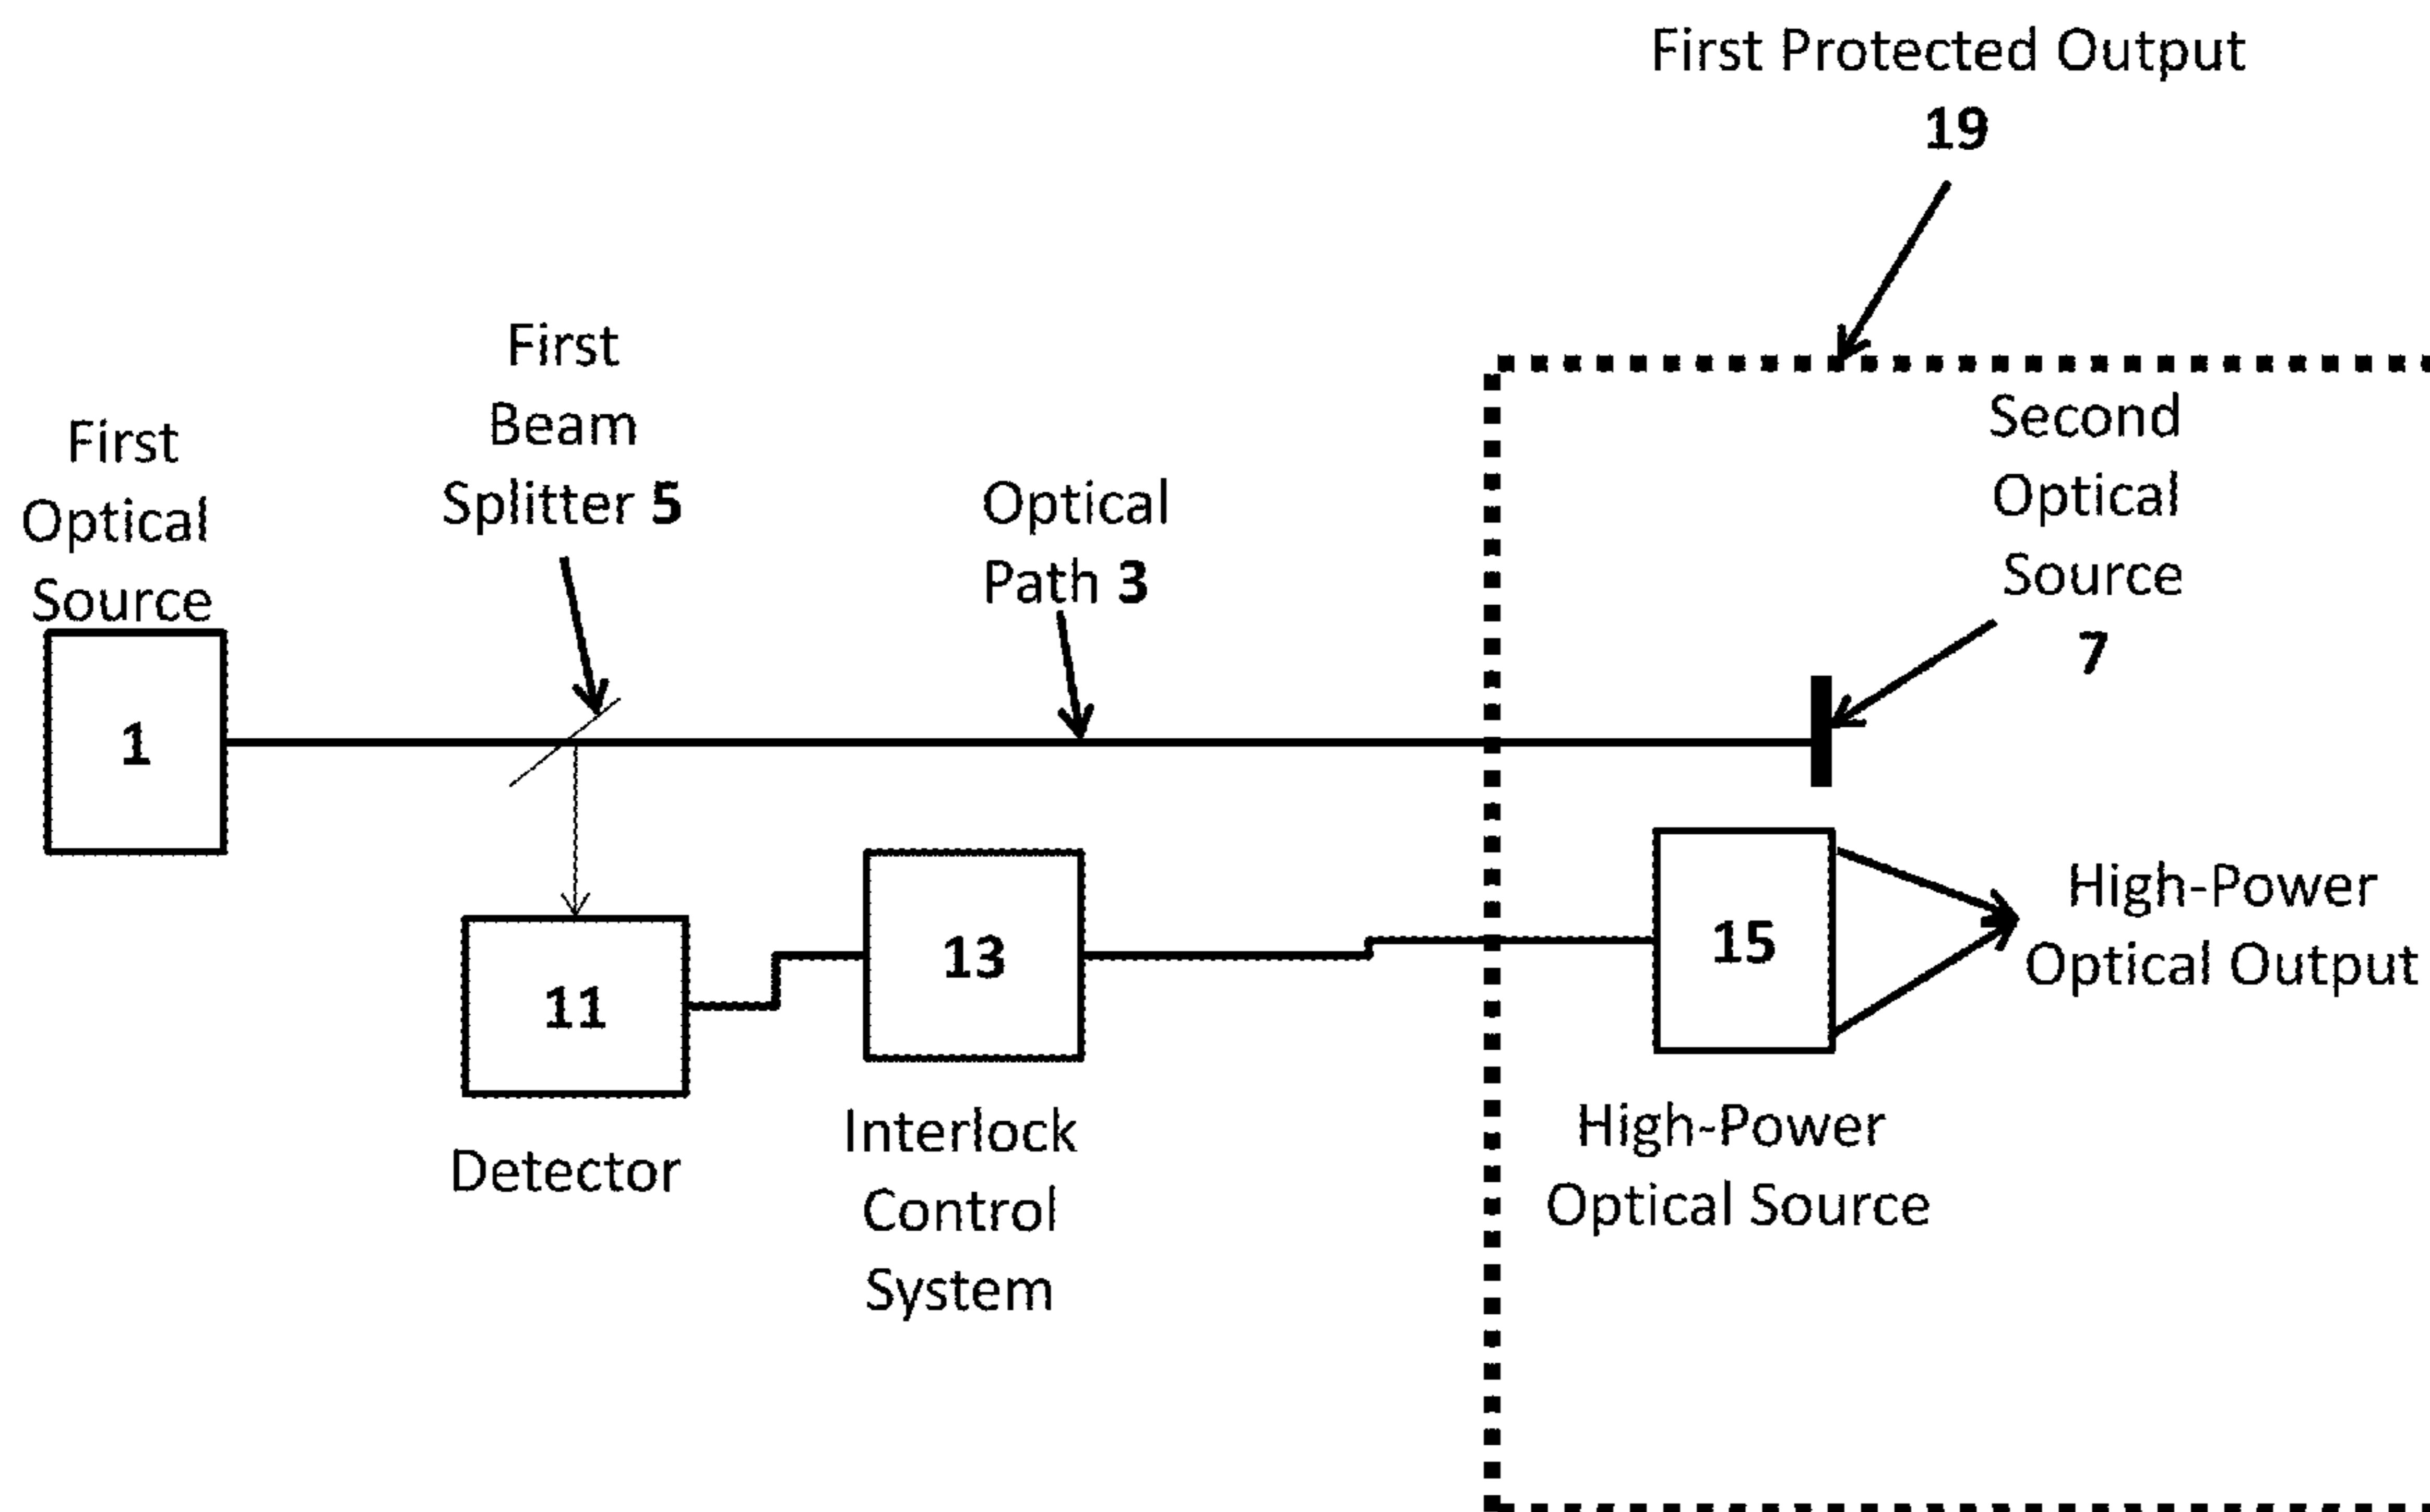 First Protected Output
19
First
Beam
Splitter 5
First
Optical
Source
1
Optical
Path 3
Second
Optical
Source
7
11
Detector
13
Interlock
Control
System
15
High-Power
Optical Source
High-Power
Optical Output